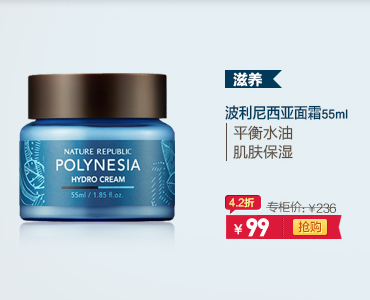 NATURE REPUBLIC
POLYNESIA
HYDRO CREAM
55ml / 1.85 fl.oz.
滋养
波利尼西亚面霜55ml
平衡水油
肌肤保湿
4.2折 专柜价:¥236
¥99 抢购